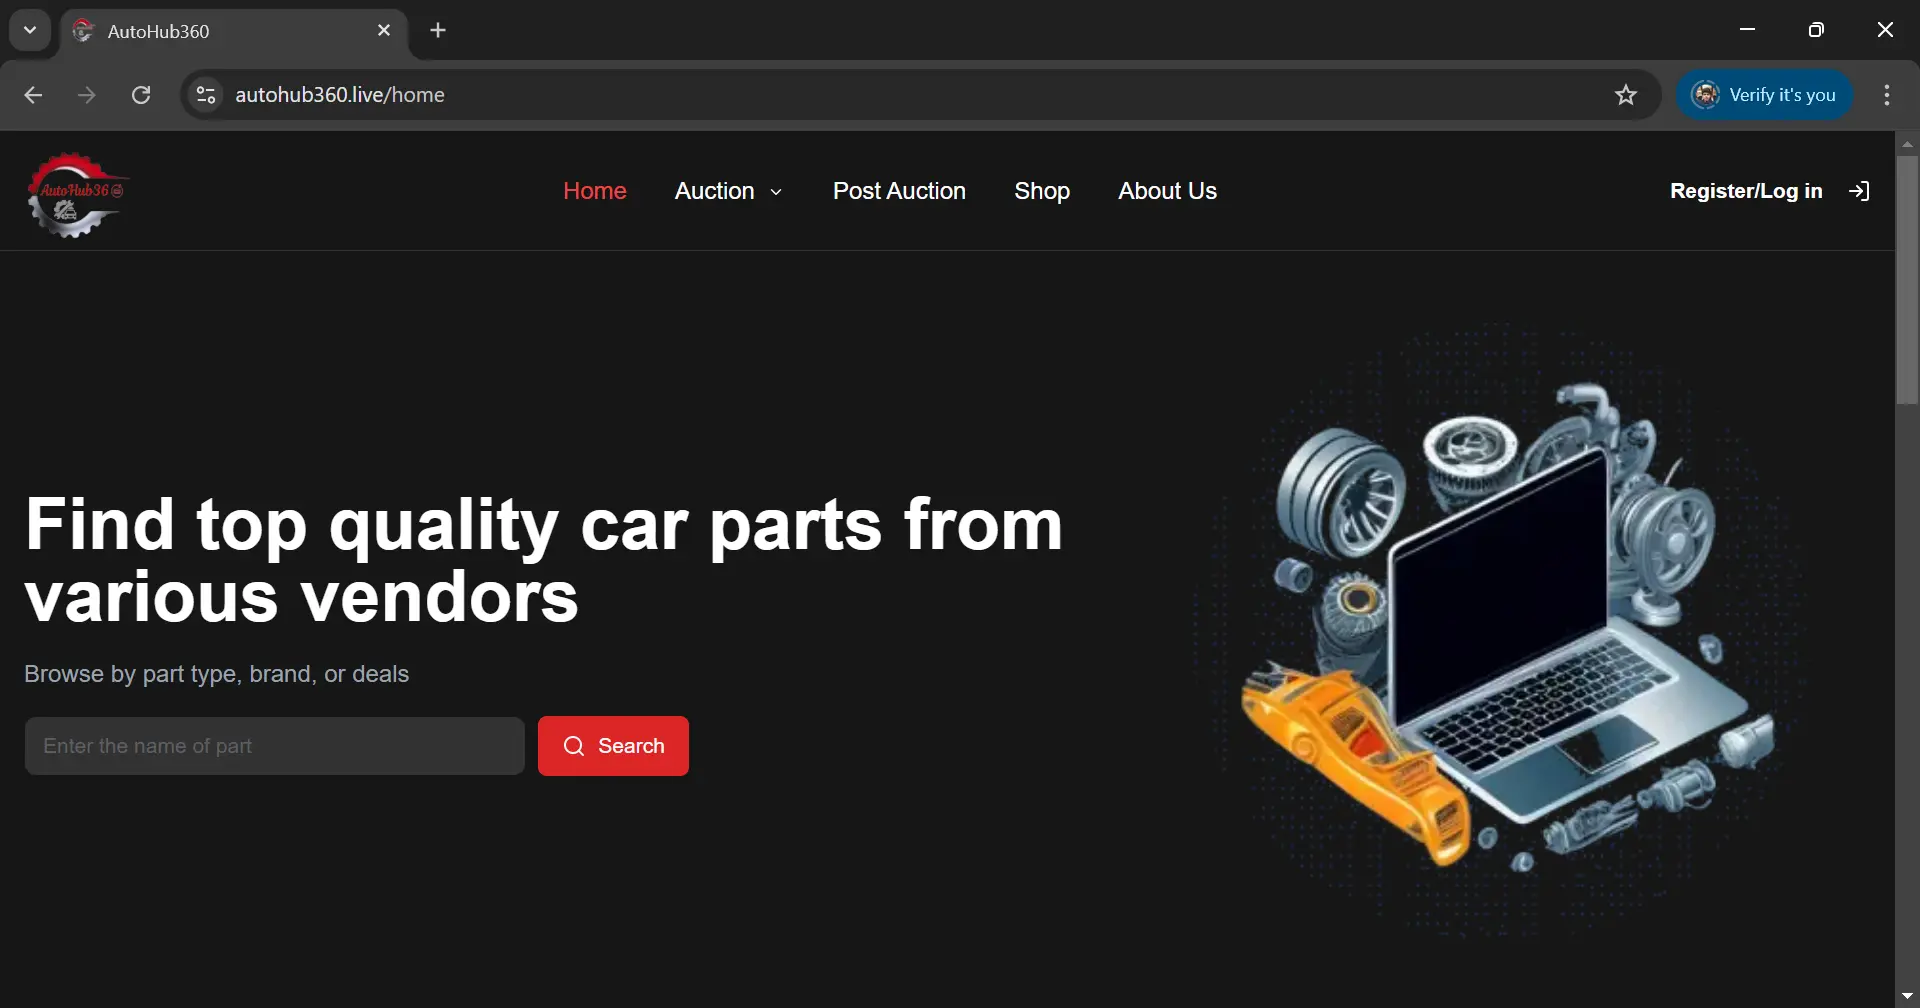 AutoHub360
autohub360.live/home
Verify it's you
AutoHub36
Home
Auction
Post Auction
Shop
About Us
Register/Log in
Find top quality car parts from
various vendors
Browse by part type, brand, or deals
Enter the name of part
Search